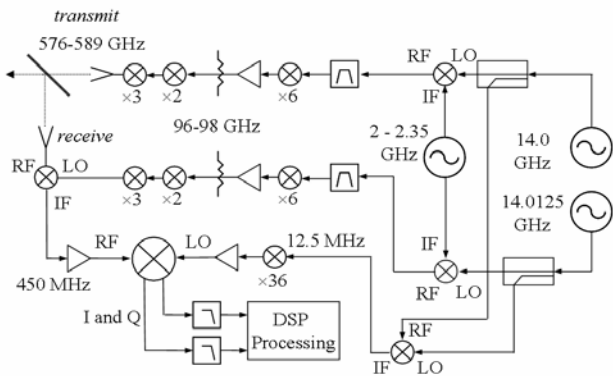 transmit
576-589 GHz
×3
×2
×6
RF
LO
IF
receive
96-98 GHz
2 - 2.35
GHz
14.0
GHz
14.0125
GHz
RF
LO
IF
×3
×2
×6
IF
RF
LO
450 MHz
RF
LO
12.5 MHz
×36
I and Q
DSP
Processing
RF
IF
LO